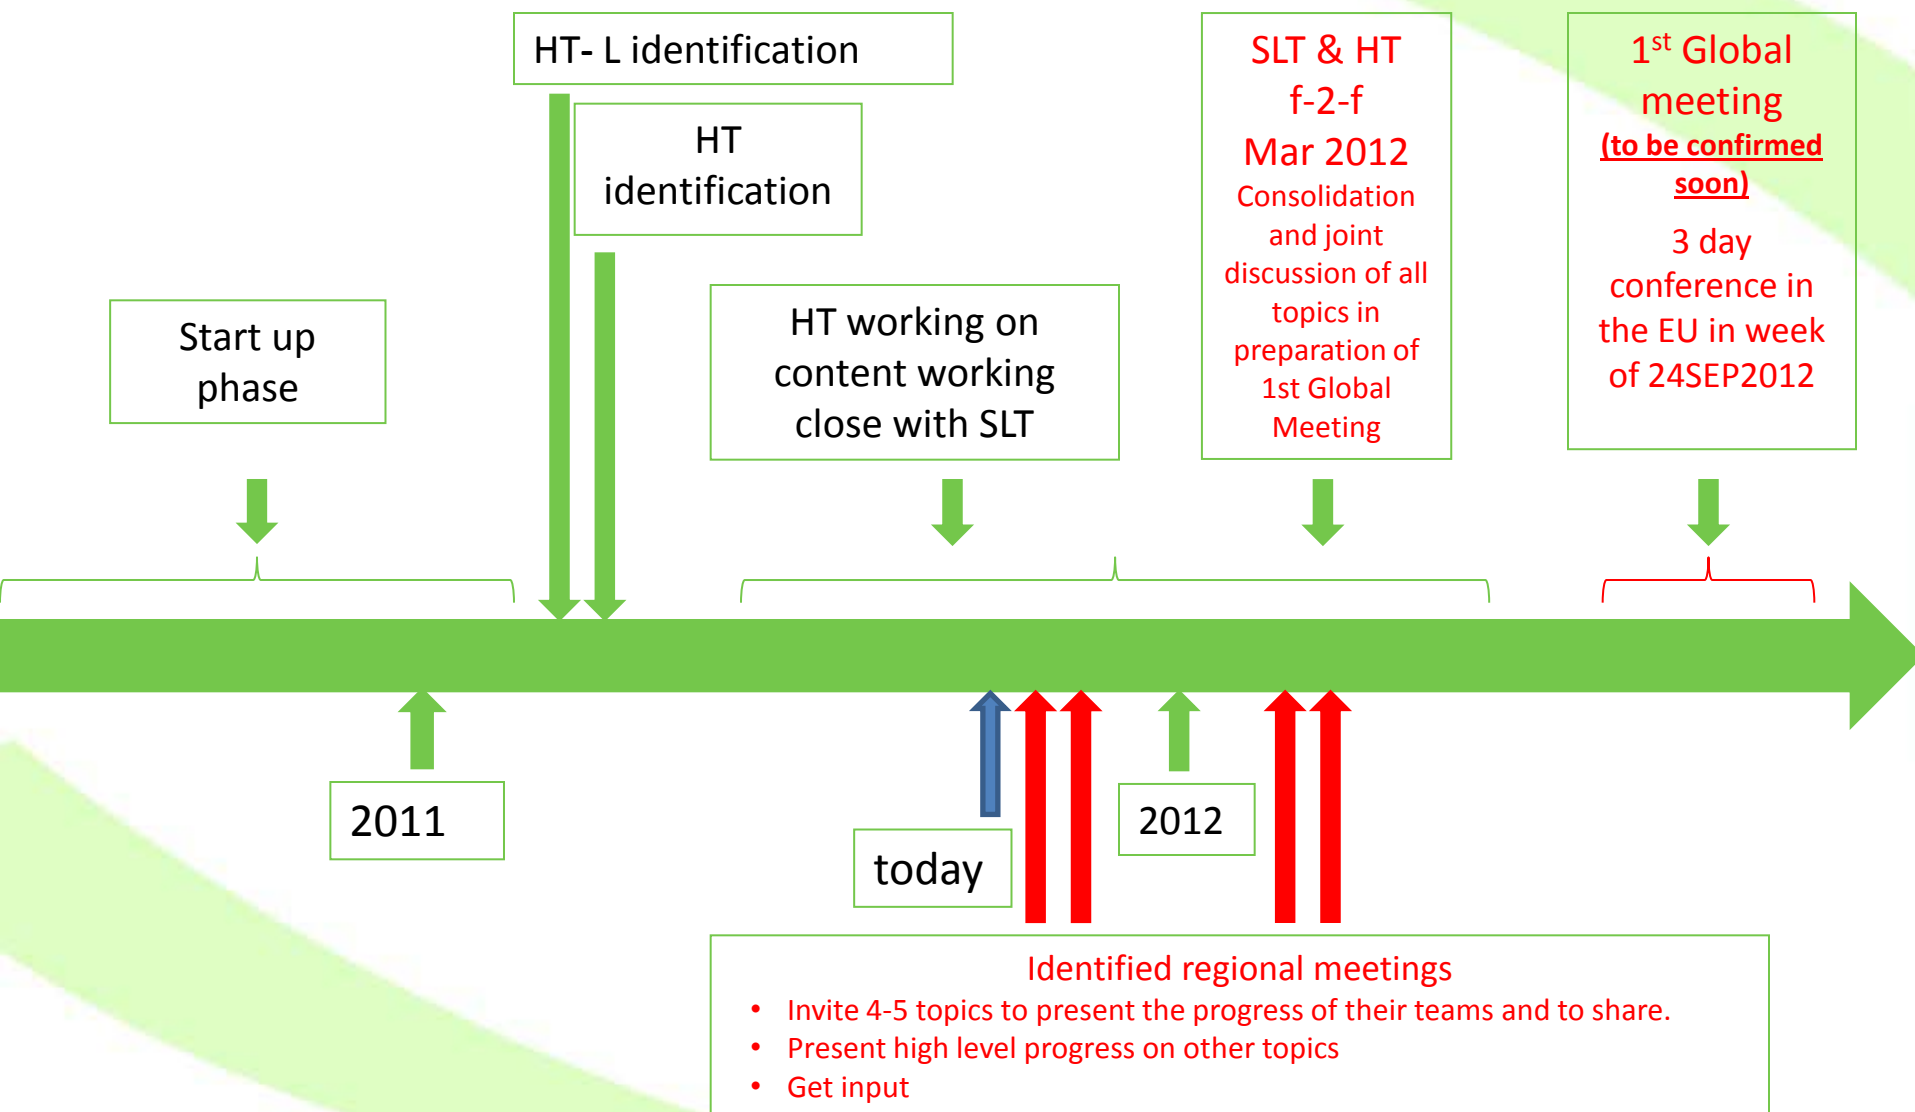 HT- L identification
HT
identification
Start up
phase
HT working on
content working
close with SLT
SLT & HT
f-2-f
Mar 2012
Consolidation
and joint
discussion of all
topics in
preparation of
1st Global
Meeting
1st Global
meeting
(to be confirmed
soon)
3 day
conference in
the EU in week
of 24SEP2012
2011
today
2012
Identified regional meetings
• Invite 4-5 topics to present the progress of their teams and to share.
• Present high level progress on other topics
• Get input